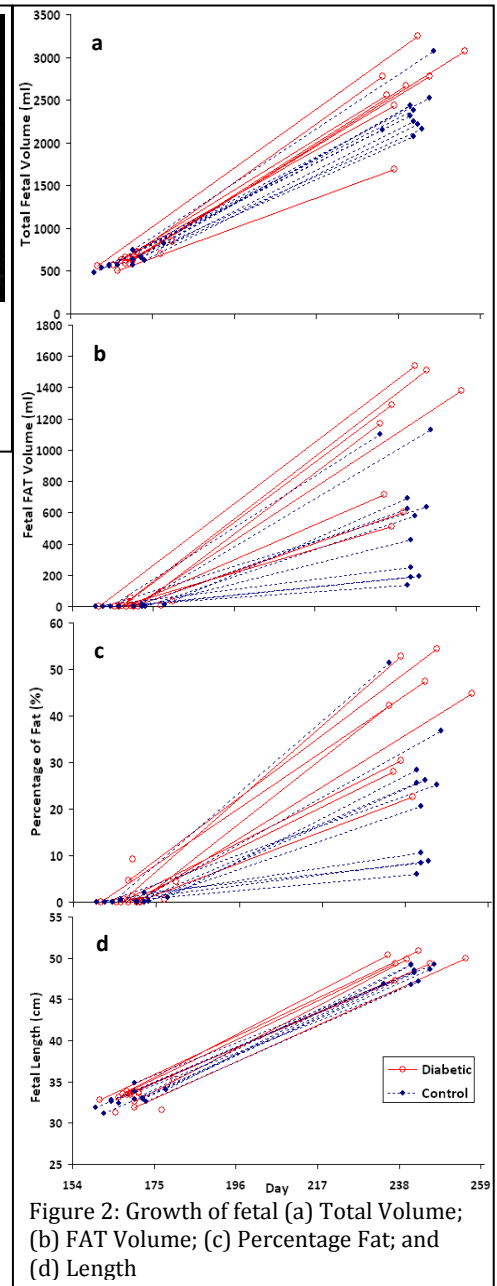 a
3500
3000
2500
2000
1500
1000
500
0
Total Fetal Volume (ml)
b
1800
1600
1400
1200
1000
800
600
400
200
0
Fetal FAT Volume (ml)
c
60
50
40
30
20
10
0
Percentage of Fat (%)
d
55
50
45
40
35
30
25
Fetal Length (cm)
Diabetic
Control
154 175 196 217 238 259
Day
Figure 2: Growth of fetal (a) Total Volume;
(b) FAT Volume; (c) Percentage Fat; and
(d) Length